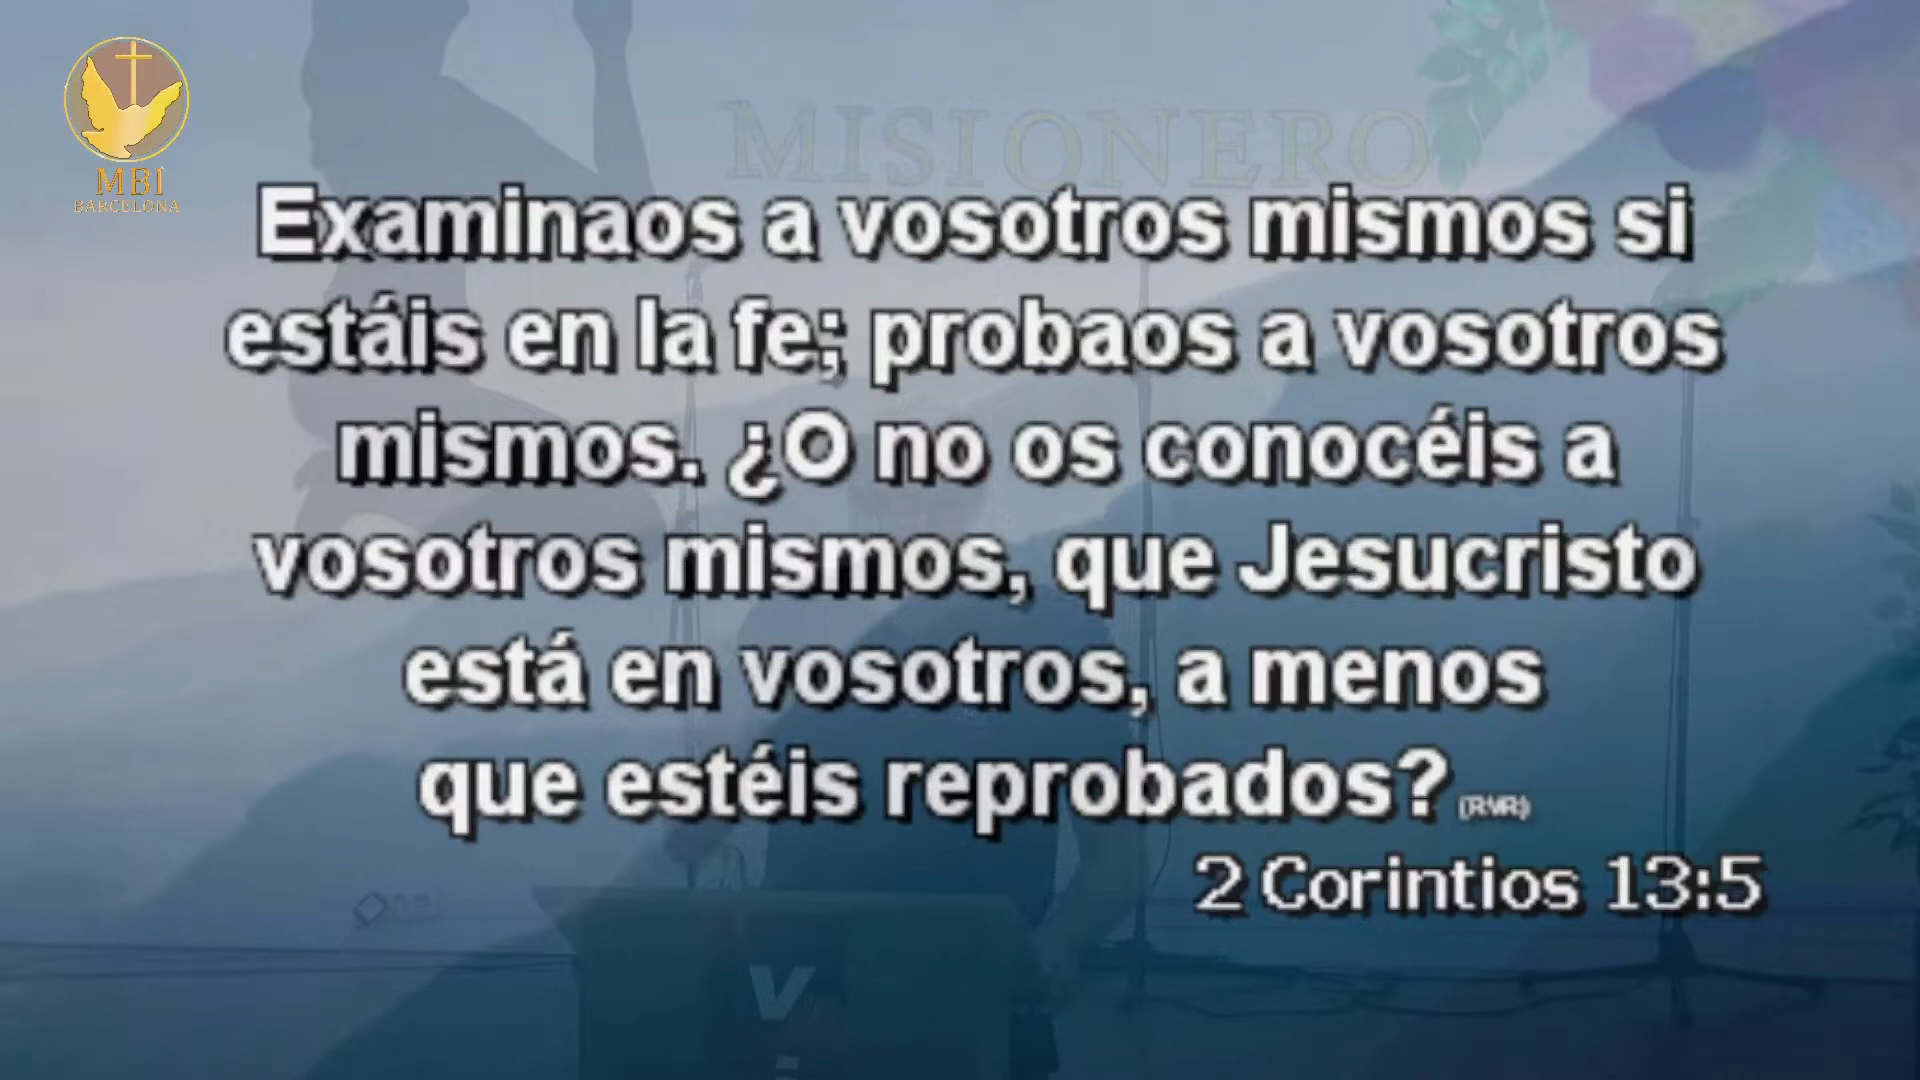 MBI
BARCELONA
MISIONERO
Examinaos a vosotros mismos si
estáis en la fe; probaos a vosotros
mismos. ¿O no os conocéis a
vosotros mismos, que Jesucristo
está en vosotros, a menos
que estéis reprobados? (RVR)
2 Corintios 13:5
V